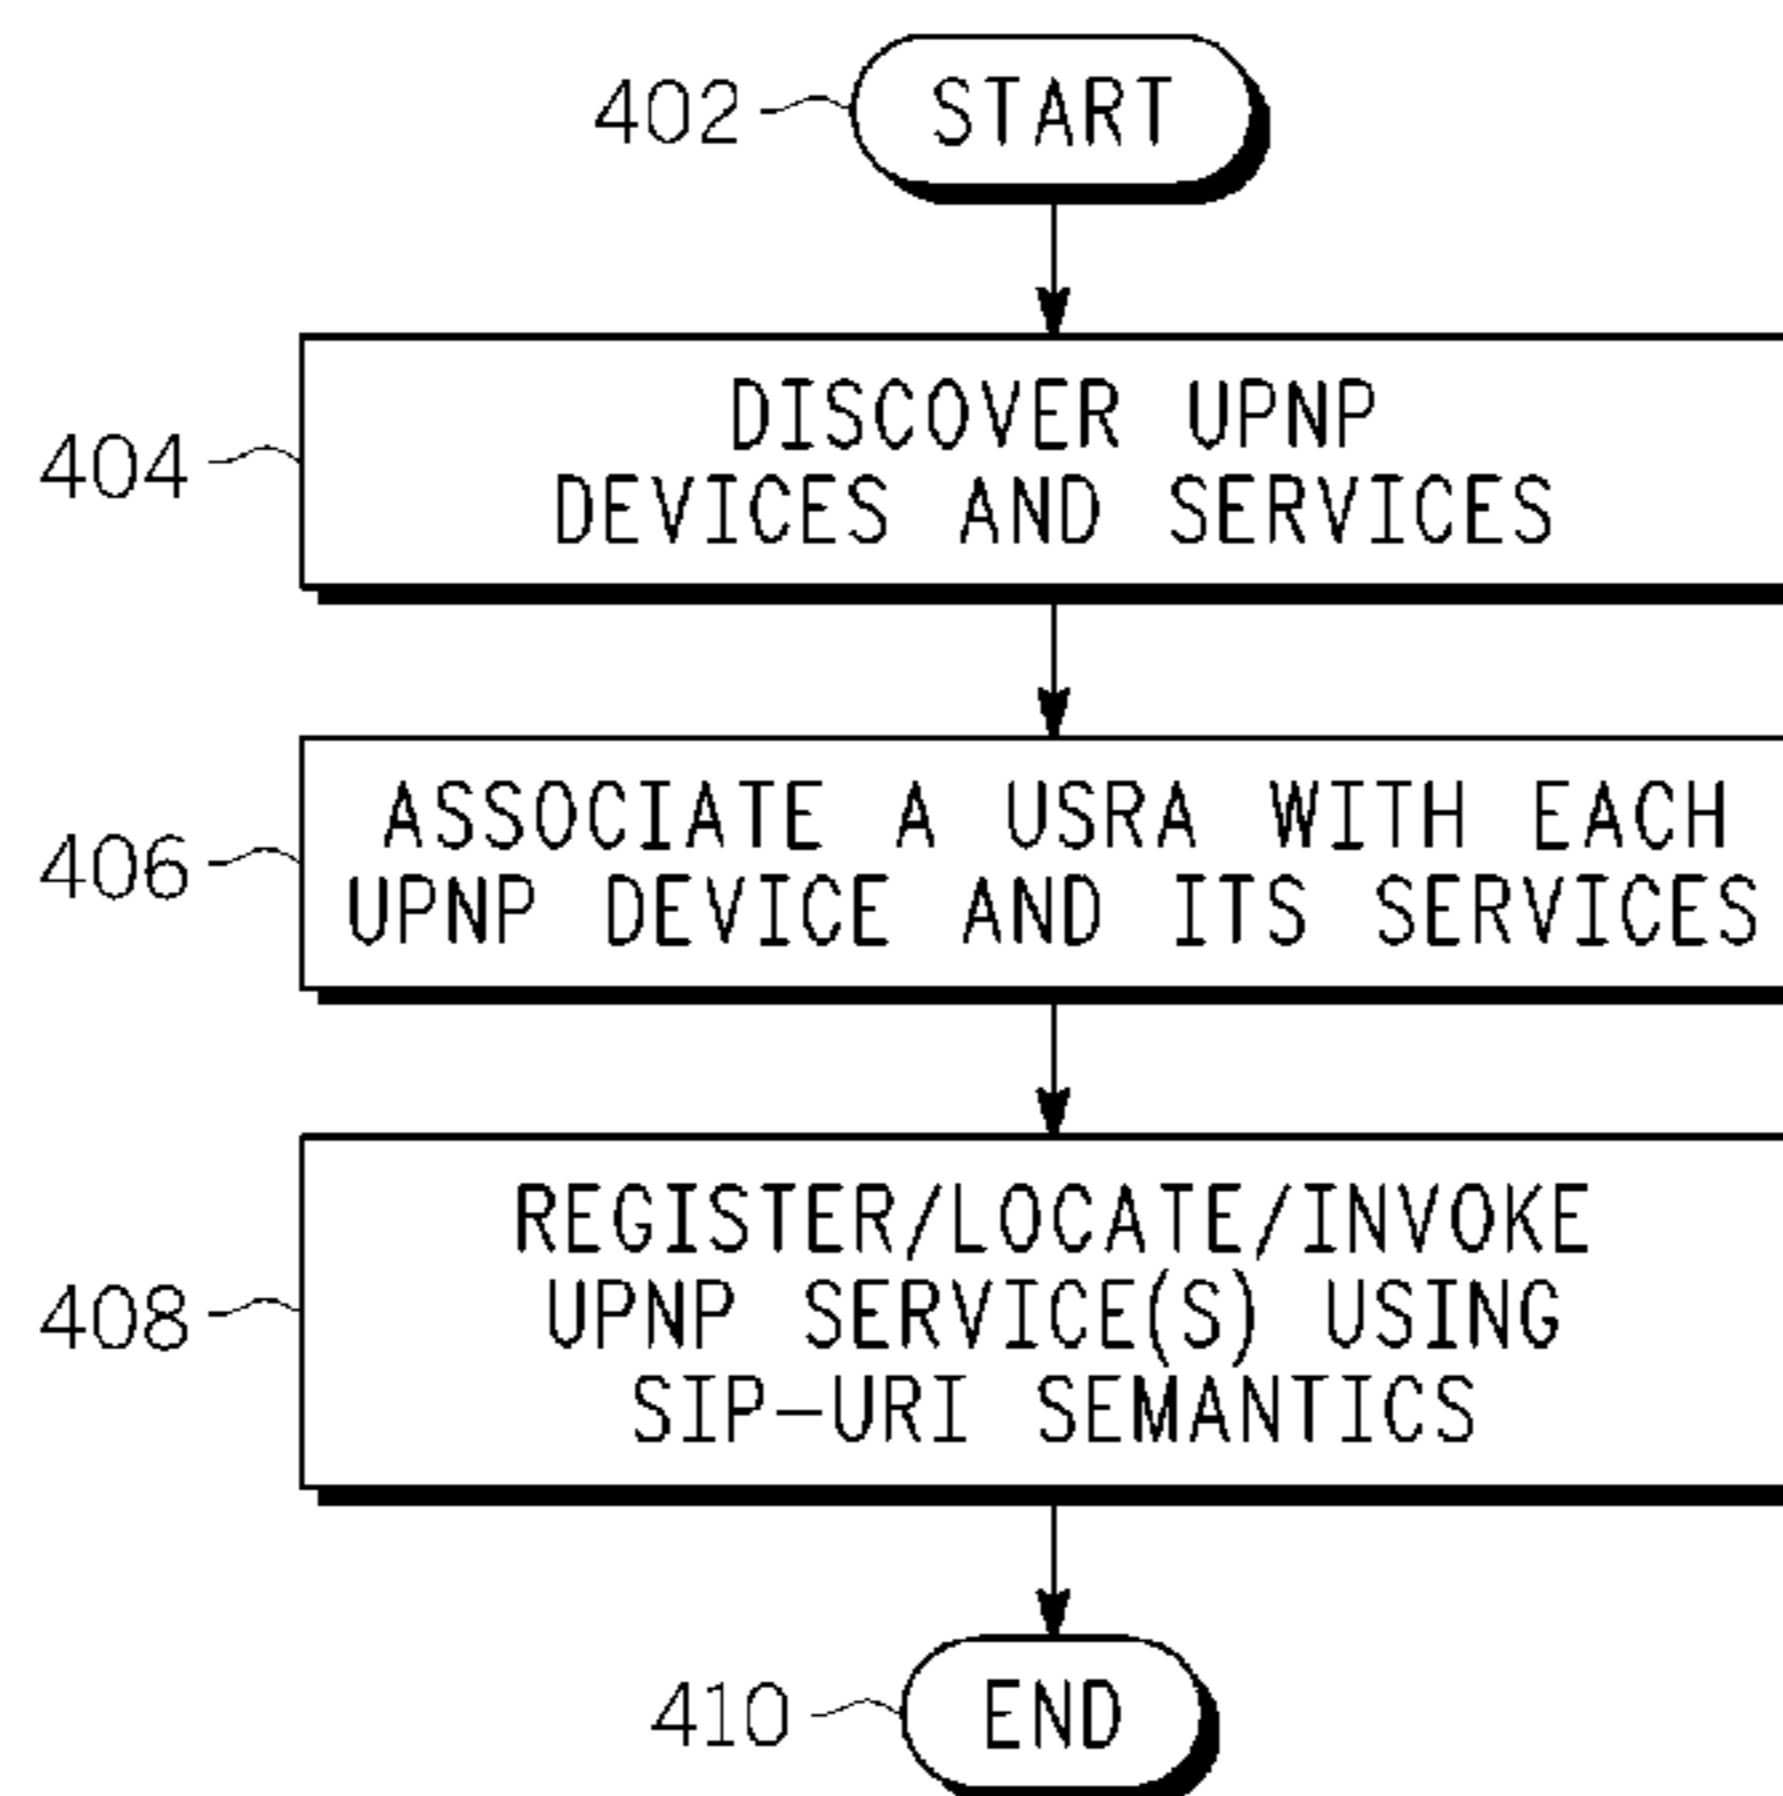 402
START
404
DISCOVER UPNP
DEVICES AND SERVICES
406
ASSOCIATE A USRA WITH EACH
UPNP DEVICE AND ITS SERVICES
408
REGISTER/LOCATE/INVOKE
UPNP SERVICE(S) USING
SIP-URI SEMANTICS
410
END